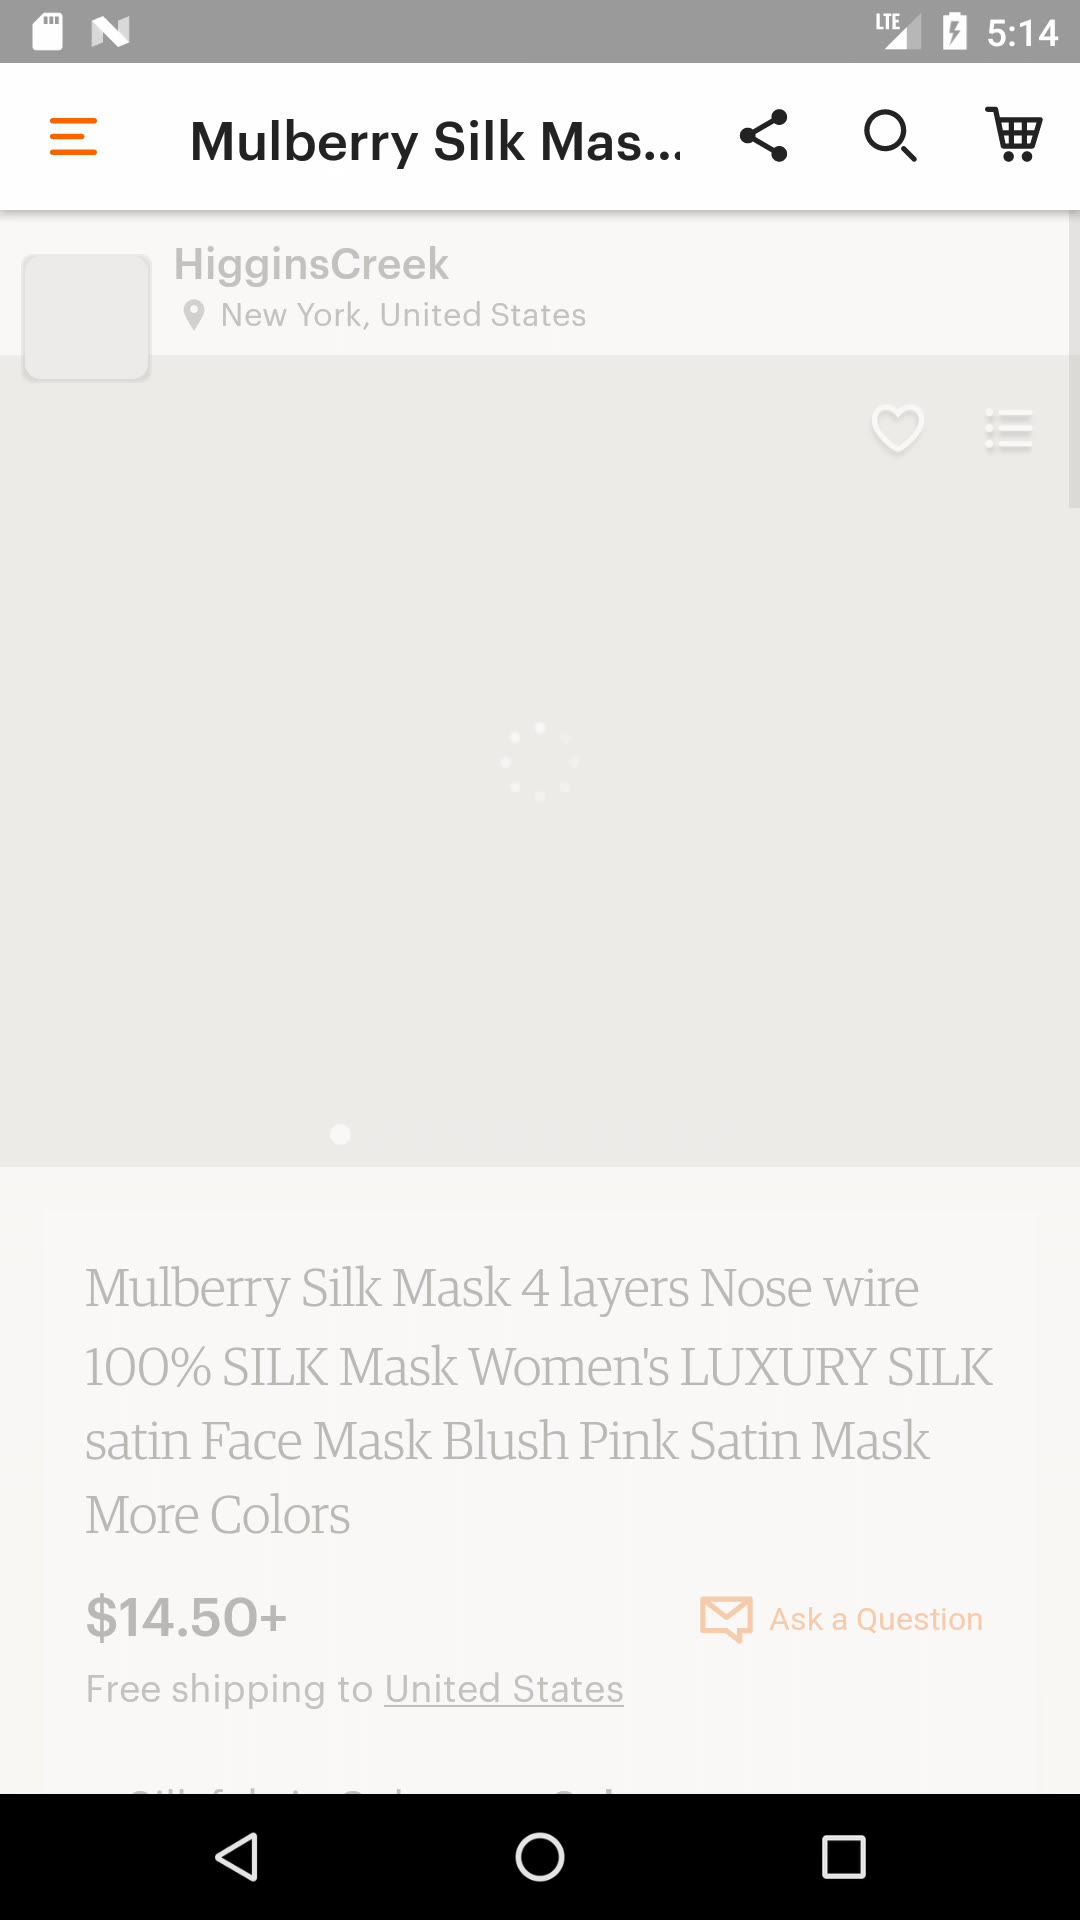 LTE 5:14
Mulberry Silk Mas...
HigginsCreek
New York, United States
Mulberry Silk Mask 4 layers Nose wire
100% SILK Mask Women's LUXURY SILK
satin Face Mask Blush Pink Satin Mask
More Colors
$14.50+
Ask a Question
Free shipping to United States